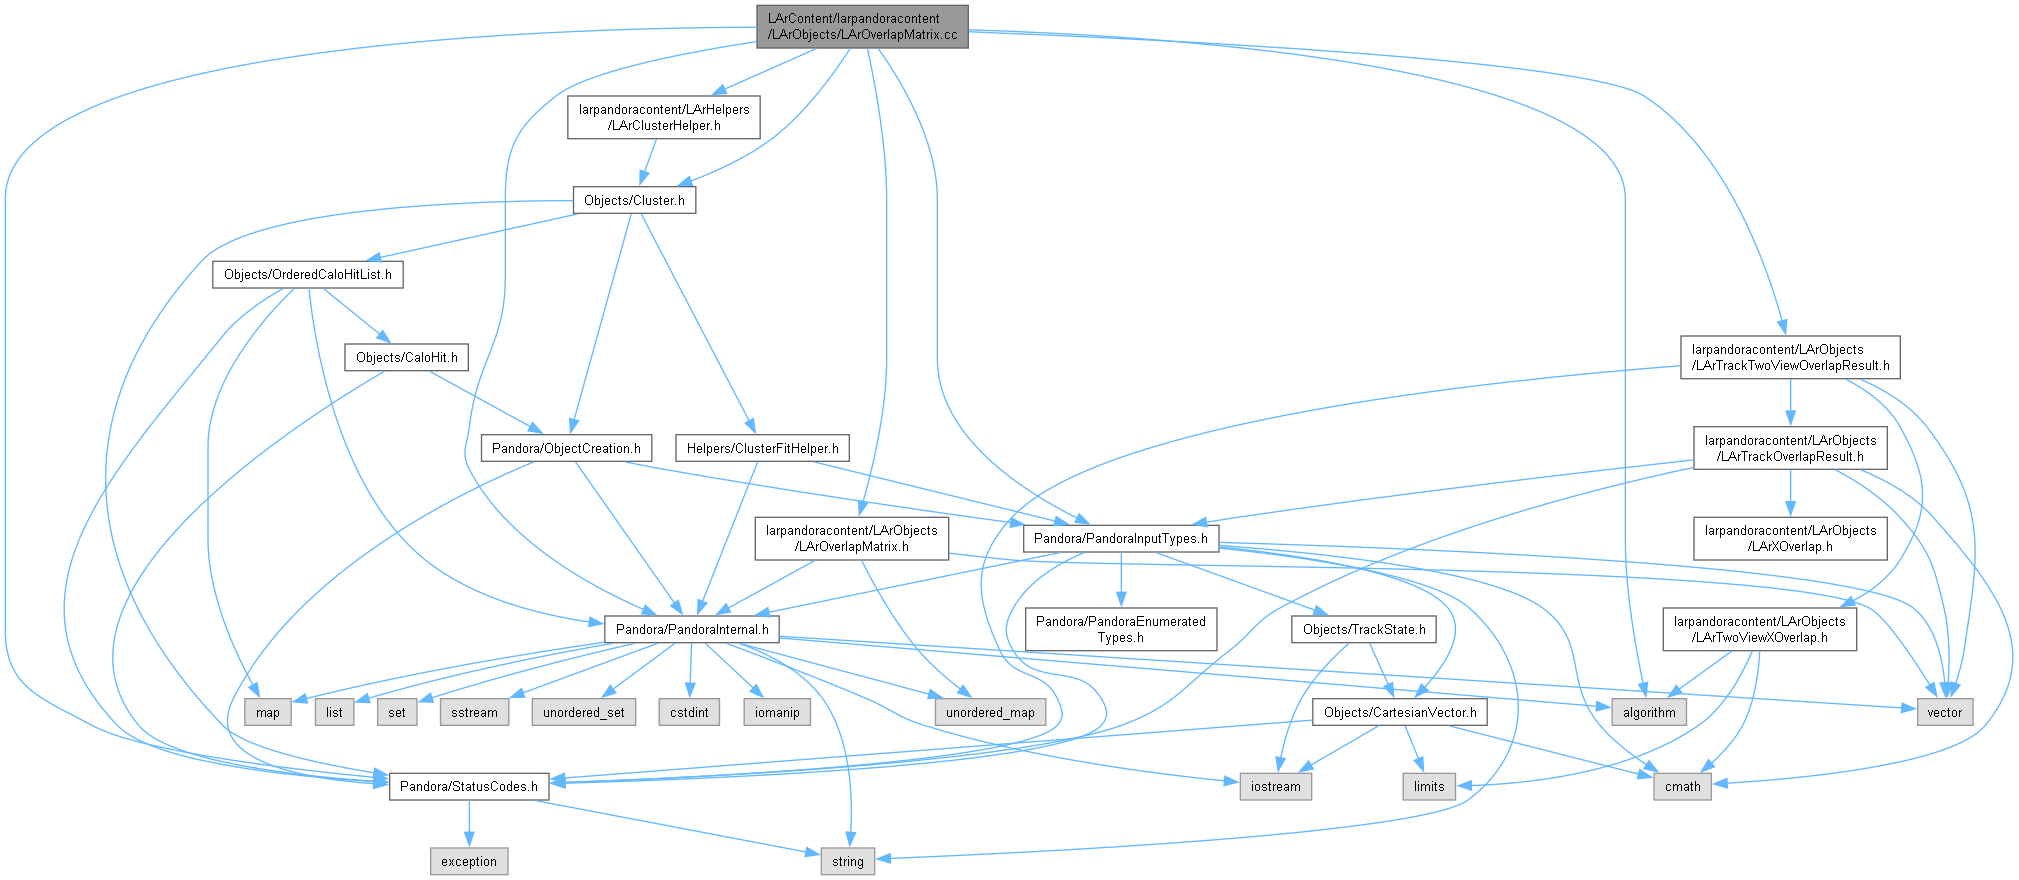 LArContent/larpandoracontent
/LArObjects/LArOverlapMatrix.cc
larpandoracontent/LArHelpers
/LArClusterHelper.h
Objects/Cluster.h
Objects/OrderedCaloHitList.h
Objects/CaloHit.h
larpandoracontent/LArObjects
/LArTrackTwoViewOverlapResult.h
Pandora/ObjectCreation.h
Helpers/ClusterFitHelper.h
larpandoracontent/LArObjects
/LArTrackOverlapResult.h
larpandoracontent/LArObjects
/LArOverlapMatrix.h
Pandora/PandoraInputTypes.h
larpandoracontent/LArObjects
/LArXOverlap.h
Pandora/PandoraInternal.h
Pandora/PandoraEnumerated
Types.h
Objects/TrackState.h
larpandoracontent/LArObjects
/LArTwoViewXOverlap.h
map
list
set
sstream
unordered_set
cstdint
iomanip
unordered_map
Objects/CartesianVector.h
algorithm
vector
Pandora/StatusCodes.h
iostream
limits
cmath
exception
string